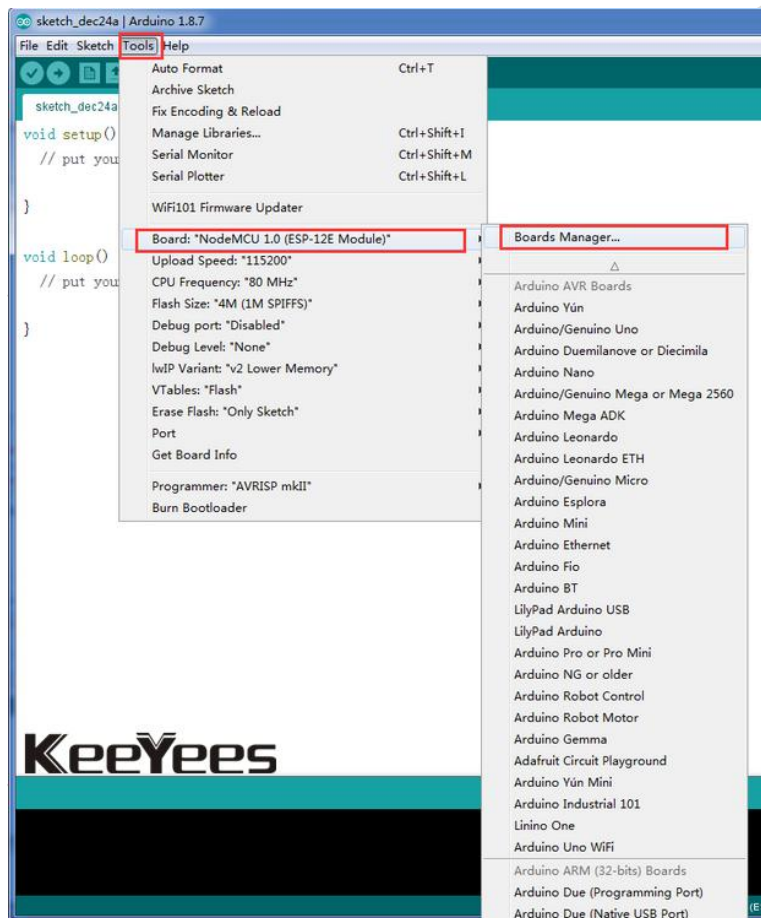 sketch_dec24a | Arduino 1.8.7
File Edit Sketch Tools Help
sketch_dec24a
void setup()
// put you
}
void loop()
// put you
}
Auto Format Ctrl+T
Archive Sketch
Fix Encoding & Reload
Manage Libraries... Ctrl+Shift+I
Serial Monitor Ctrl+Shift+M
Serial Plotter Ctrl+Shift+L
WiFi101 Firmware Updater
Board: "NodeMCU 1.0 (ESP-12E Module)"
Upload Speed: "115200"
CPU Frequency: "80 MHz"
Flash Size: "4M (1M SPIFFS)"
Debug port: "Disabled"
Debug Level: "None"
lwIP Variant: "v2 Lower Memory"
VTables: "Flash"
Erase Flash: "Only Sketch"
Port
Get Board Info
Programmer: "AVRISP mkII"
Burn Bootloader
Boards Manager...
Arduino AVR Boards
Arduino Yún
Arduino/Genuino Uno
Arduino Duemilanove or Diecimila
Arduino Nano
Arduino/Genuino Mega or Mega 2560
Arduino Mega ADK
Arduino Leonardo
Arduino Leonardo ETH
Arduino/Genuino Micro
Arduino Esplora
Arduino Mini
Arduino Ethernet
Arduino Fio
Arduino BT
LilyPad Arduino USB
LilyPad Arduino
Arduino Pro or Pro Mini
Arduino NG or older
Arduino Robot Control
Arduino Robot Motor
Arduino Gemma
Adafruit Circuit Playground
Arduino Yún Mini
Arduino Industrial 101
Linino One
Arduino Uno WiFi
Arduino ARM (32-bits) Boards
Arduino Due (Programming Port)
Arduino Due (Native USB Port)
KeeYees
(E